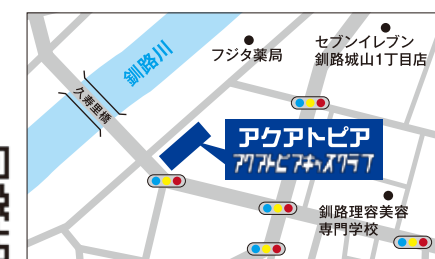 セブンイレブン
釧路城山1丁目店
フジタ薬局
釧路川
久寿里橋
アクアトピア
アクアトピアキッズクラブ
釧路理容美容
専門学校